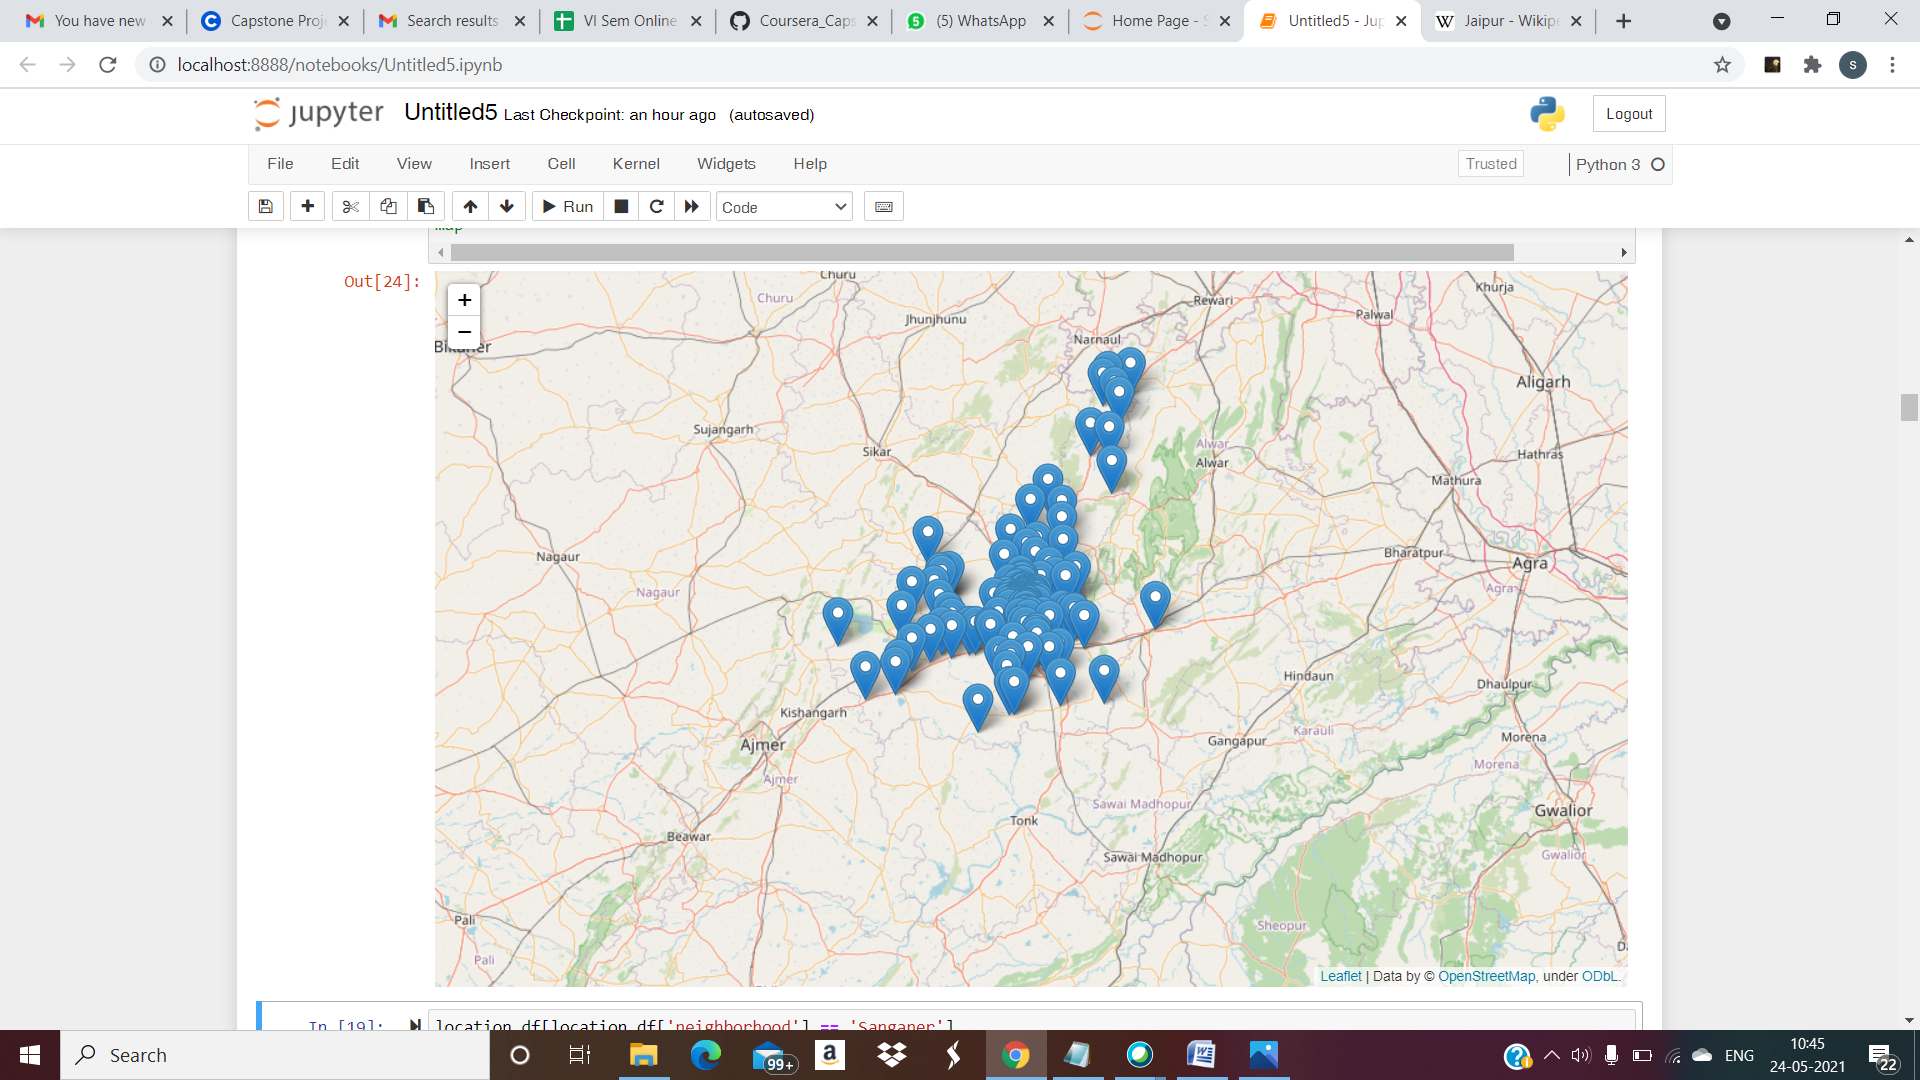 You have new
Capstone Proj
Search results
VI Sem Online
Coursera_Caps
(5) WhatsApp
Home Page - S
Untitled5 - Jup
Jaipur - Wikip
localhost:8888/notebooks/Untitled5.ipynb
s
jupyter Untitled5 Last Checkpoint: an hour ago (autosaved)
Logout
File Edit View Insert Cell Kernel Widgets Help
Trusted
Python 3
Run
Code
map
Out[24]:
+
−
Churu
Churu
Jhunjhunu
Rewari
Khurja
Palwal
Narnaul
Bikaner
Aligarh
Sujangarh
Sikar
Alwar
Alwar
Hathras
Mathura
Nagaur
Bharatpur
Agra
Nagaur
Agra
Hindaun
Dhaulpur
Kishangarh
Ajmer
Gangapur
Karauli
Morena
Ajmer
Morena
Sawai Madhopur
Gwalior
Tonk
Beawar
Sawai Madhopur
Gwalior
Pali
Sheopur
Pali
Leaflet | Data by © OpenStreetMap, under ODbL.
In [19]:
location_df[location_df['neighborhood'] == 'Sanganer']
Search
99+
a
ENG
10:45
24-05-2021
22